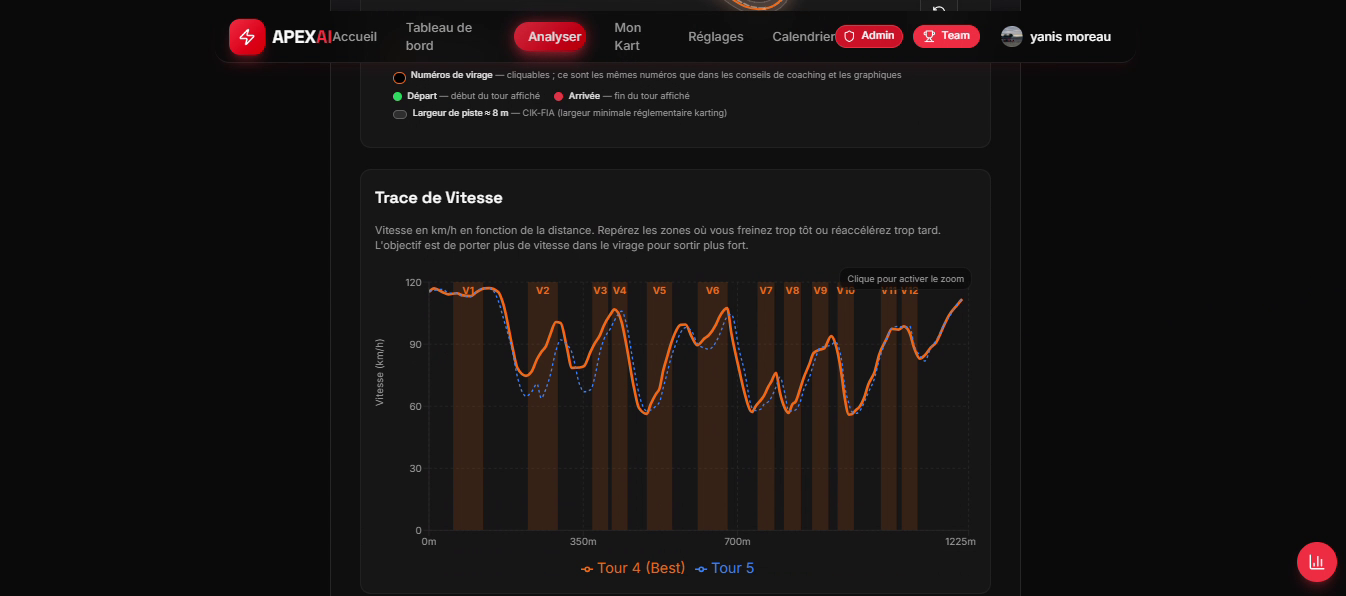 APEXAI
Accueil
Tableau de
bord
Analyser
Mon
Kart
Réglages
Calendrier
Admin
Team
yanis moreau
Numéros de virage — cliquables ; ce sont les mêmes numéros que dans les conseils de coaching et les graphiques
Départ — début du tour affiché
Arrivée — fin du tour affiché
Largeur de piste ≈ 8 m — CIK-FIA (largeur minimale réglementaire karting)
Trace de Vitesse
Vitesse en km/h en fonction de la distance. Repérez les zones où vous freinez trop tôt ou réaccélérez trop tard.
L'objectif est de porter plus de vitesse dans le virage pour sortir plus fort.
Clique pour activer le zoom
V1 V2 V3 V4 V5 V6 V7 V8 V9 V10 V11 V12
Vitesse (km/h)
120
90
60
30
0
0m 350m 700m 1225m
Tour 4 (Best) Tour 5